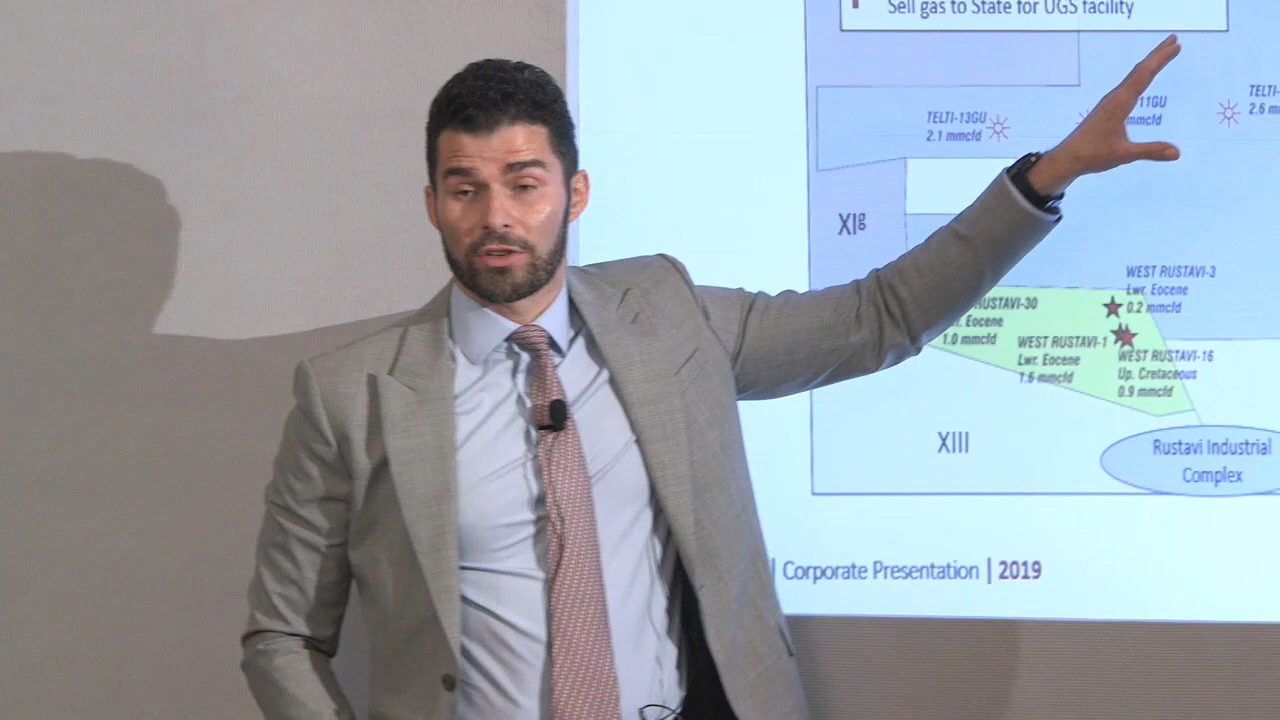 Sell gas to State for UGS facility
TELTI-
2.6
TELTI-13GU
2.1 mmcfd
11GU
mmcfd
XIg
WEST RUSTAVI-3
Lwr. Eocene
0.2 mmcfd
RUSTAVI-30
Eocene
1.0 mmcfd
WEST RUSTAVI-1
Lwr. Eocene
1.6 mmcfd
WEST RUSTAVI-16
Up. Cretaceous
0.9 mmcfd
XIII
Rustavi Industrial
Complex
| Corporate Presentation | 2019